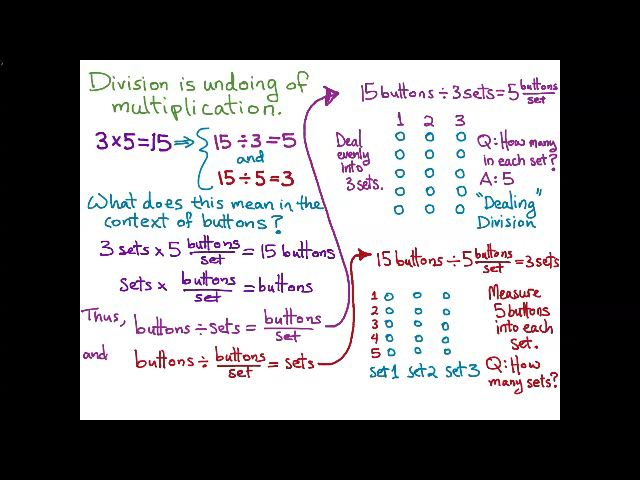 Division is undoing of
multiplication.
3 × 5 = 15 ⇒ { 15 ÷ 3 = 5
and
15 ÷ 5 = 3
What does this mean in the
context of buttons?
3 sets × 5 buttons/set = 15 buttons
sets × buttons/set = buttons
Thus, buttons ÷ sets = buttons/set
and buttons ÷ buttons/set = sets
15 buttons ÷ 3 sets = 5 buttons/set
1 2 3
Deal
evenly
into
3 sets.
Q: How many
in each set?
A: 5
"Dealing"
Division
15 buttons ÷ 5 buttons/set = 3 sets
1
2
3
4
5
set 1 set 2 set 3
Measure
5 buttons
into each
set.
Q: How
many sets?